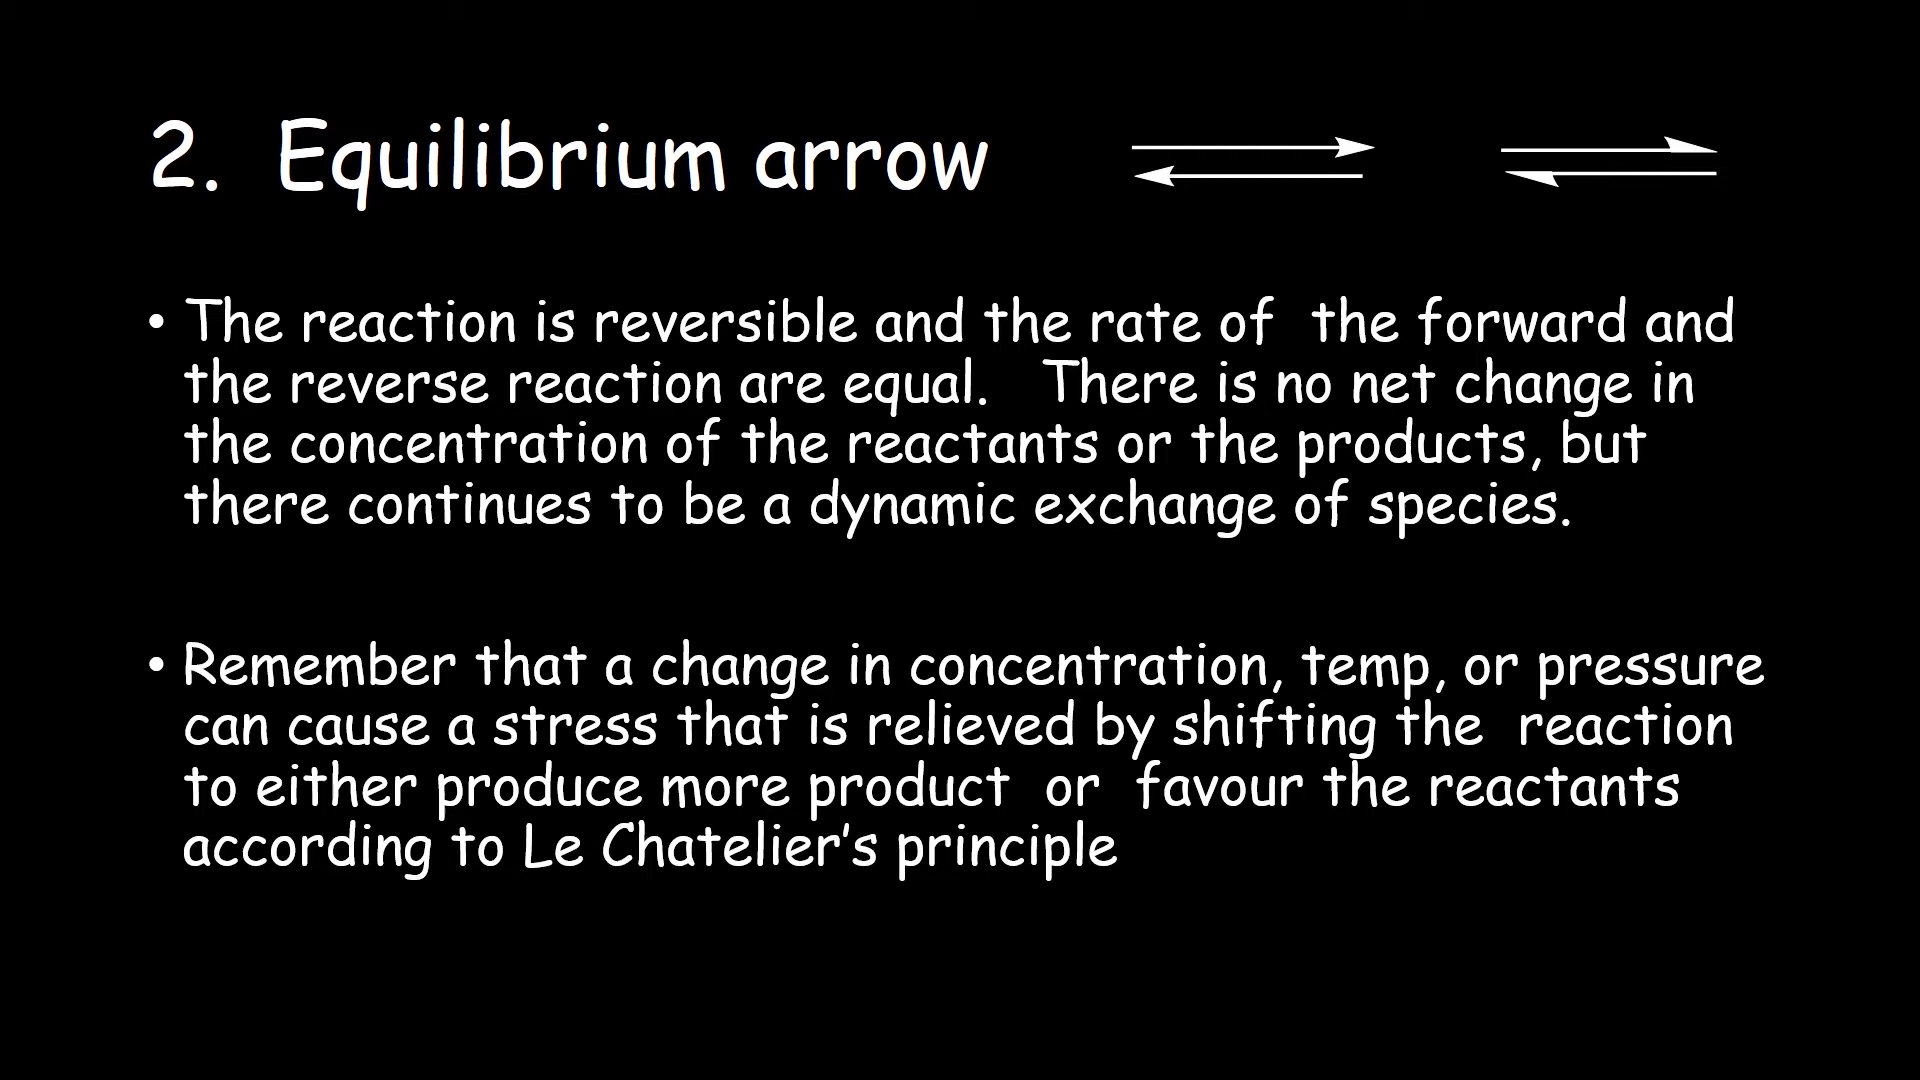 2. Equilibrium arrow
• The reaction is reversible and the rate of the forward and
the reverse reaction are equal. There is no net change in
the concentration of the reactants or the products, but
there continues to be a dynamic exchange of species.
• Remember that a change in concentration, temp, or pressure
can cause a stress that is relieved by shifting the reaction
to either produce more product or favour the reactants
according to Le Chatelier's principle